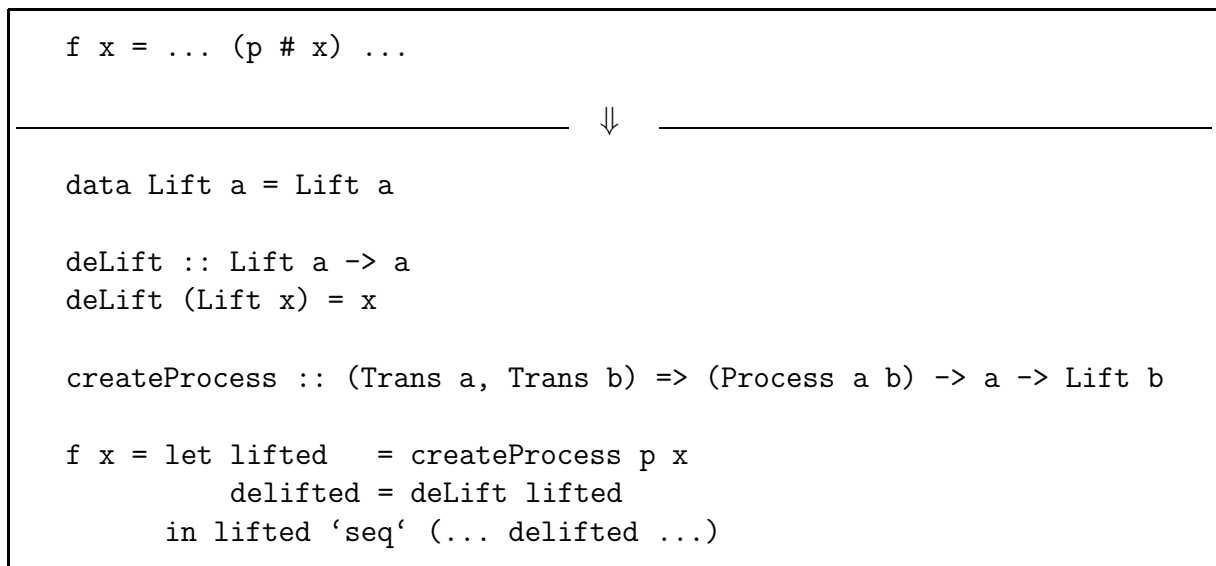 f x = ... (p # x) ...
⇓
data Lift a = Lift a
deLift :: Lift a -> a
deLift (Lift x) = x
createProcess :: (Trans a, Trans b) => (Process a b) -> a -> Lift b
f x = let lifted   = createProcess p x
          delifted = deLift lifted
      in lifted ‘seq‘ (... delifted ...)